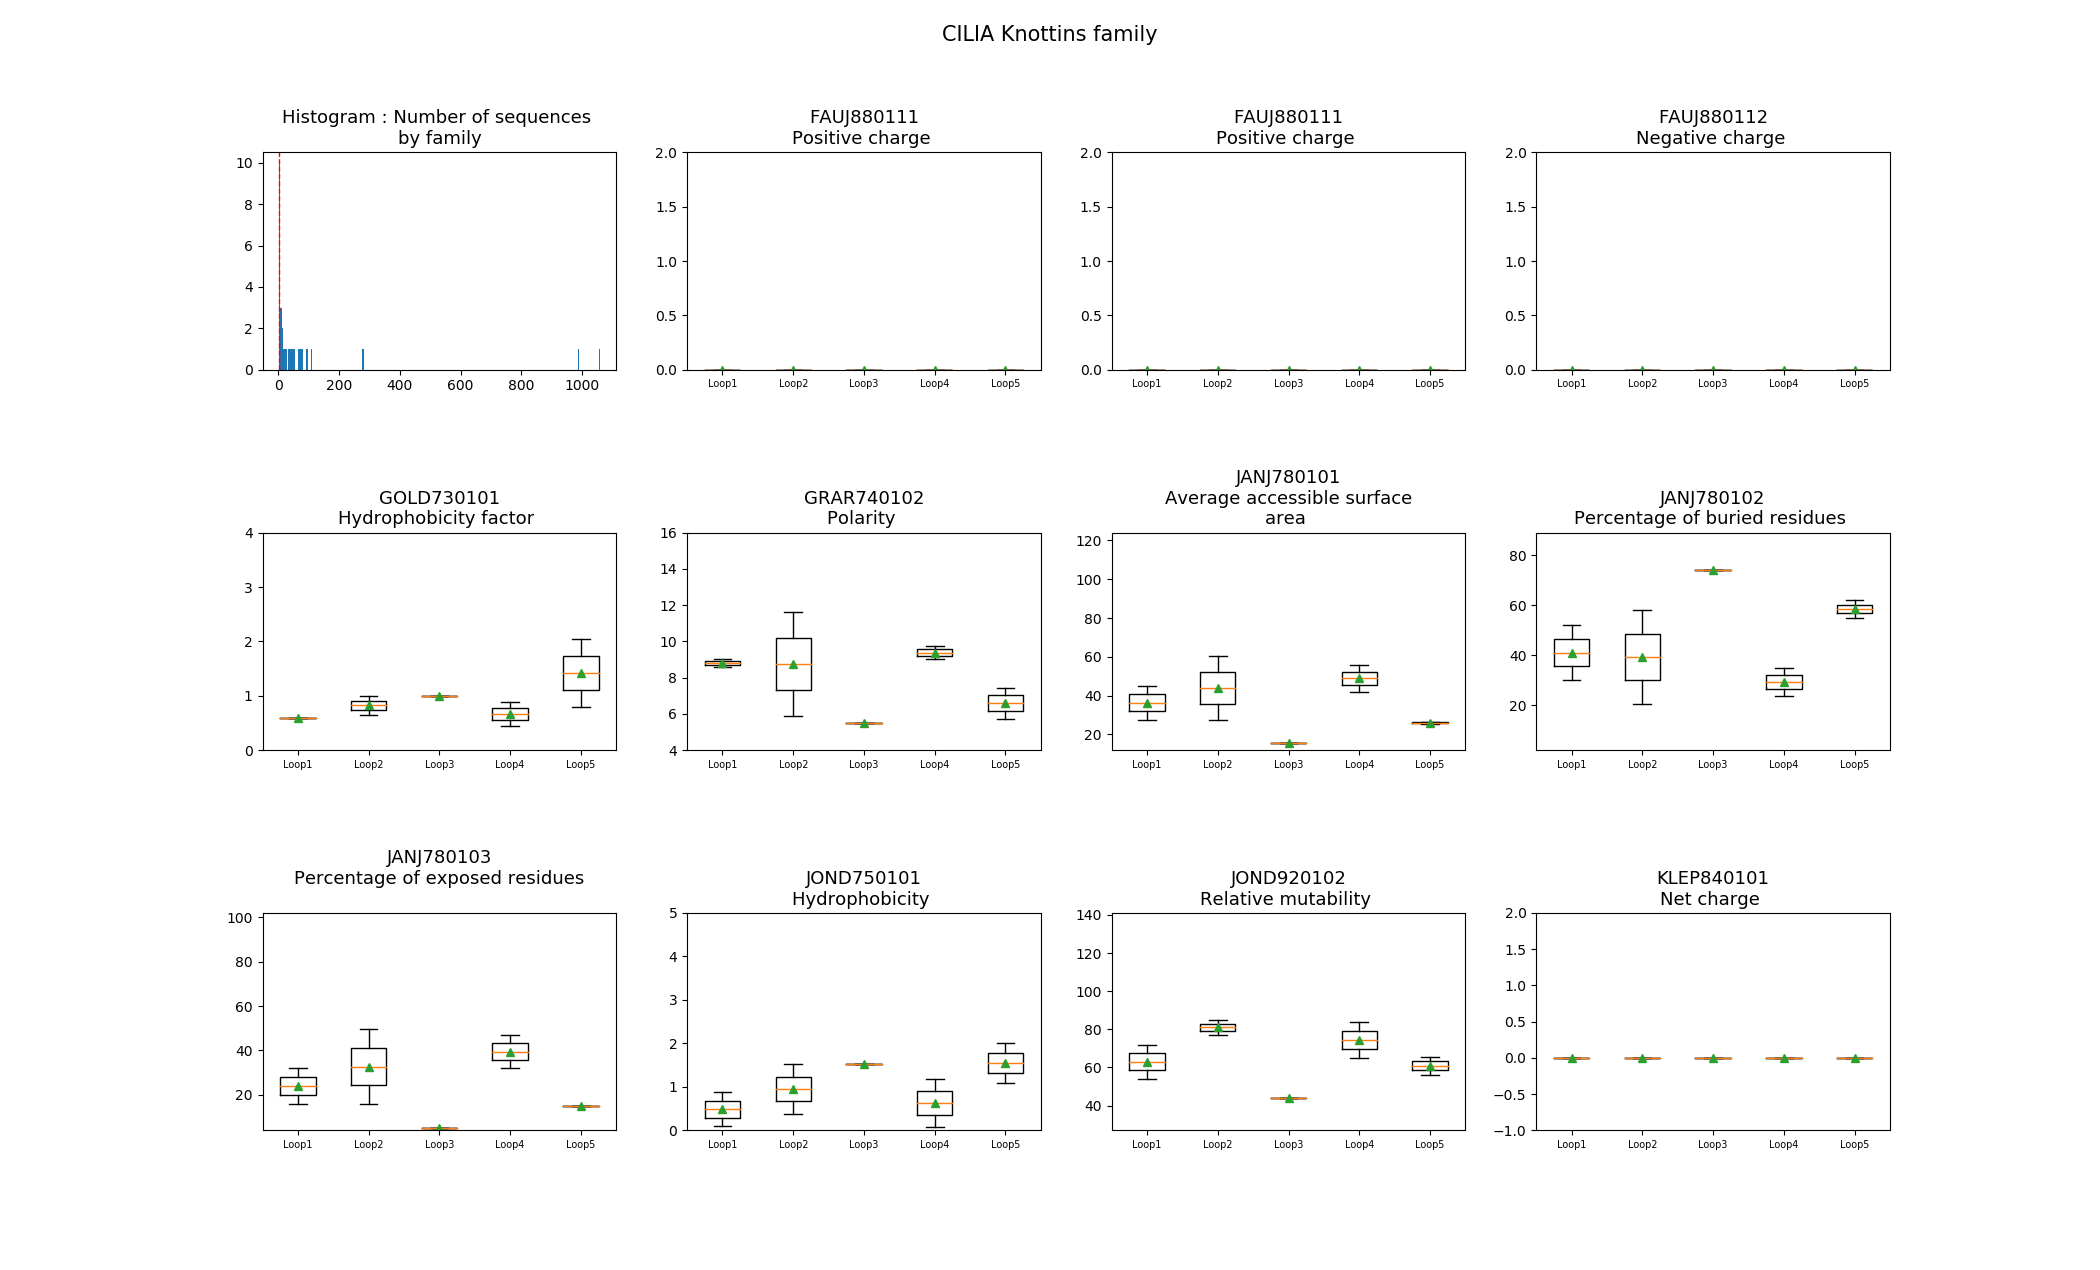 CILIA Knottins family
Histogram : Number of sequences
by family
10
8
6
4
2
0
0 200 400 600 800 1000
FAUJ880111
Positive charge
2.0
1.5
1.0
0.5
0.0
Loop1 Loop2 Loop3 Loop4 Loop5
FAUJ880111
Positive charge
2.0
1.5
1.0
0.5
0.0
Loop1 Loop2 Loop3 Loop4 Loop5
FAUJ880112
Negative charge
2.0
1.5
1.0
0.5
0.0
Loop1 Loop2 Loop3 Loop4 Loop5
GOLD730101
Hydrophobicity factor
4
3
2
1
0
Loop1 Loop2 Loop3 Loop4 Loop5
GRAR740102
Polarity
16
14
12
10
8
6
4
Loop1 Loop2 Loop3 Loop4 Loop5
JANJ780101
Average accessible surface
area
120
100
80
60
40
20
Loop1 Loop2 Loop3 Loop4 Loop5
JANJ780102
Percentage of buried residues
80
60
40
20
Loop1 Loop2 Loop3 Loop4 Loop5
JANJ780103
Percentage of exposed residues
100
80
60
40
20
Loop1 Loop2 Loop3 Loop4 Loop5
JOND750101
Hydrophobicity
5
4
3
2
1
0
Loop1 Loop2 Loop3 Loop4 Loop5
JOND920102
Relative mutability
140
120
100
80
60
40
Loop1 Loop2 Loop3 Loop4 Loop5
KLEP840101
Net charge
2.0
1.5
1.0
0.5
0.0
−0.5
−1.0
Loop1 Loop2 Loop3 Loop4 Loop5